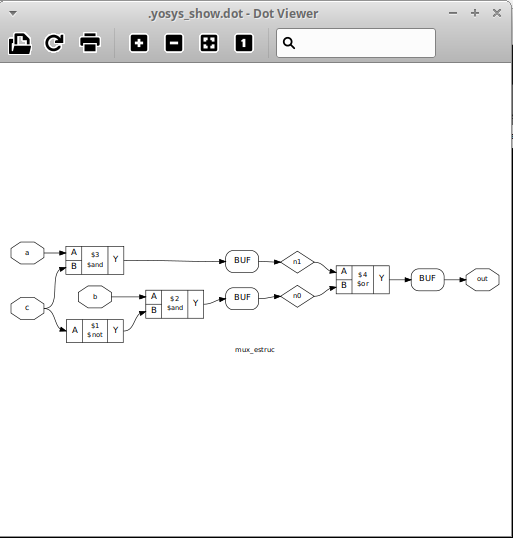 .yosys_show.dot - Dot Viewer
1
a
A
B
$3
$and
Y
BUF
n1
c
b
A
B
$2
$and
Y
BUF
n0
A
$1
$not
Y
A
B
$4
$or
Y
BUF
out
mux_estruc